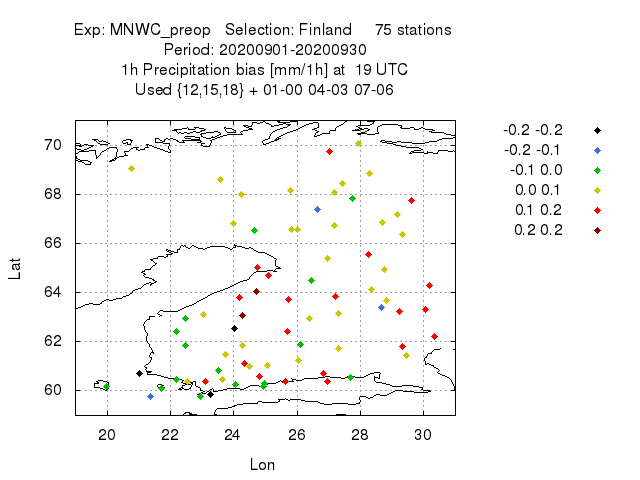 Exp: MNWC_preop   Selection: Finland     75 stations
Period: 20200901-20200930
1h Precipitation bias [mm/1h] at  19 UTC
Used {12,15,18} + 01-00 04-03 07-06
-0.2 -0.2
-0.2 -0.1
-0.1 0.0
0.0 0.1
0.1 0.2
0.2 0.2
70
68
66
64
62
60
Lat
20 22 24 26 28 30
Lon